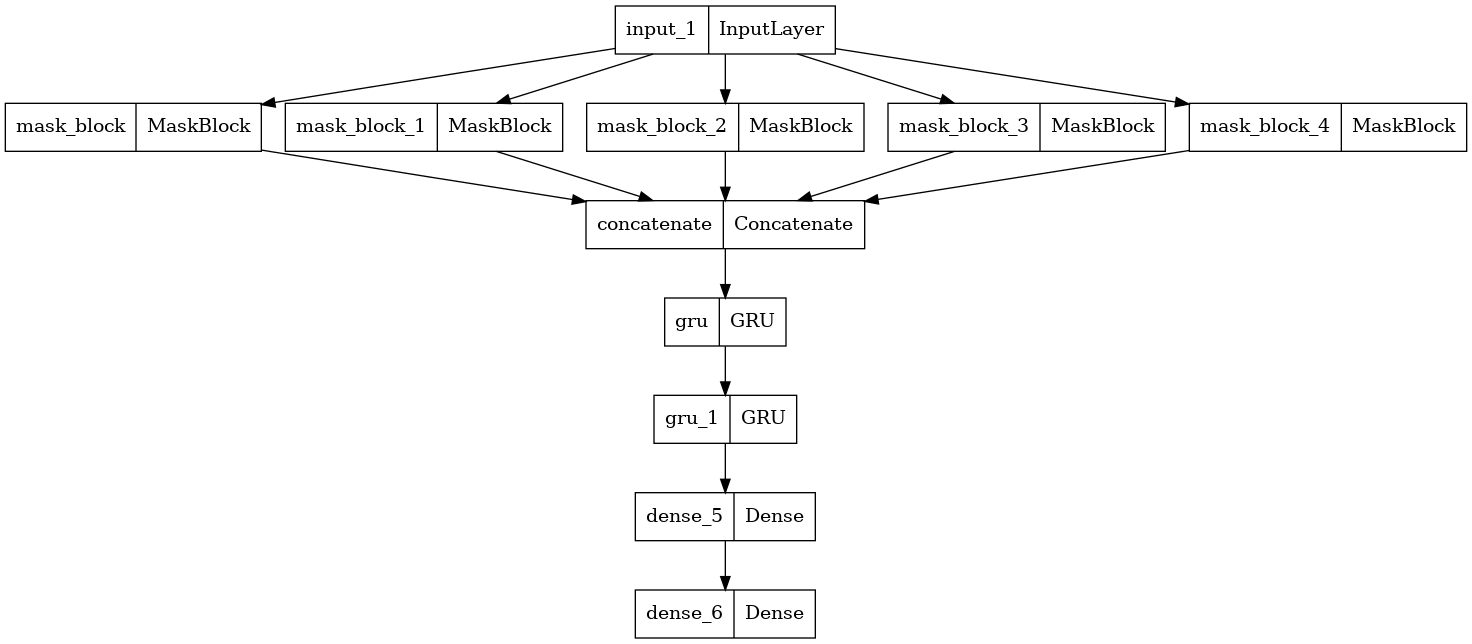 input_1 InputLayer
mask_block MaskBlock mask_block_1 MaskBlock mask_block_2 MaskBlock mask_block_3 MaskBlock mask_block_4 MaskBlock
concatenate Concatenate
gru GRU
gru_1 GRU
dense_5 Dense
dense_6 Dense